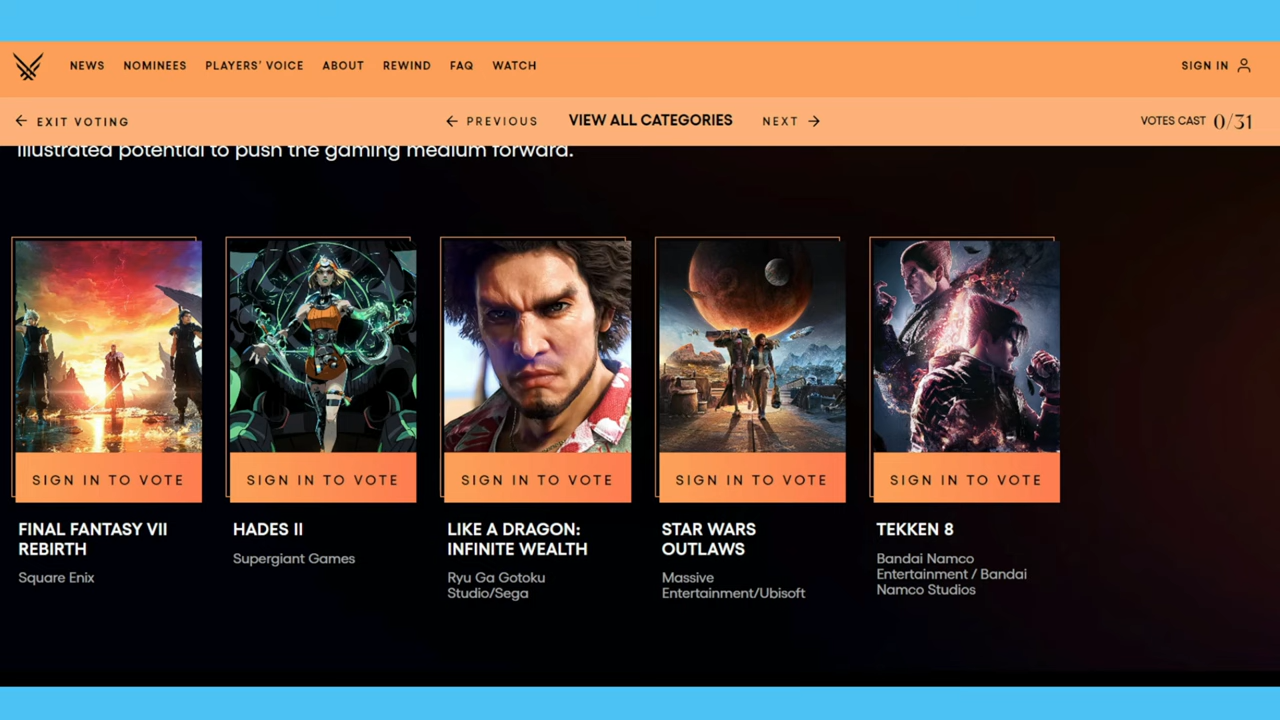 NEWS NOMINEES PLAYERS' VOICE ABOUT REWIND FAQ WATCH SIGN IN
← EXIT VOTING ← PREVIOUS VIEW ALL CATEGORIES NEXT → VOTES CAST 0/31
illustrated potential to push the gaming medium forward.
SIGN IN TO VOTE
SIGN IN TO VOTE
SIGN IN TO VOTE
SIGN IN TO VOTE
SIGN IN TO VOTE
FINAL FANTASY VII
REBIRTH
Square Enix
HADES II
Supergiant Games
LIKE A DRAGON:
INFINITE WEALTH
Ryu Ga Gotoku
Studio/Sega
STAR WARS
OUTLAWS
Massive
Entertainment/Ubisoft
TEKKEN 8
Bandai Namco
Entertainment / Bandai
Namco Studios